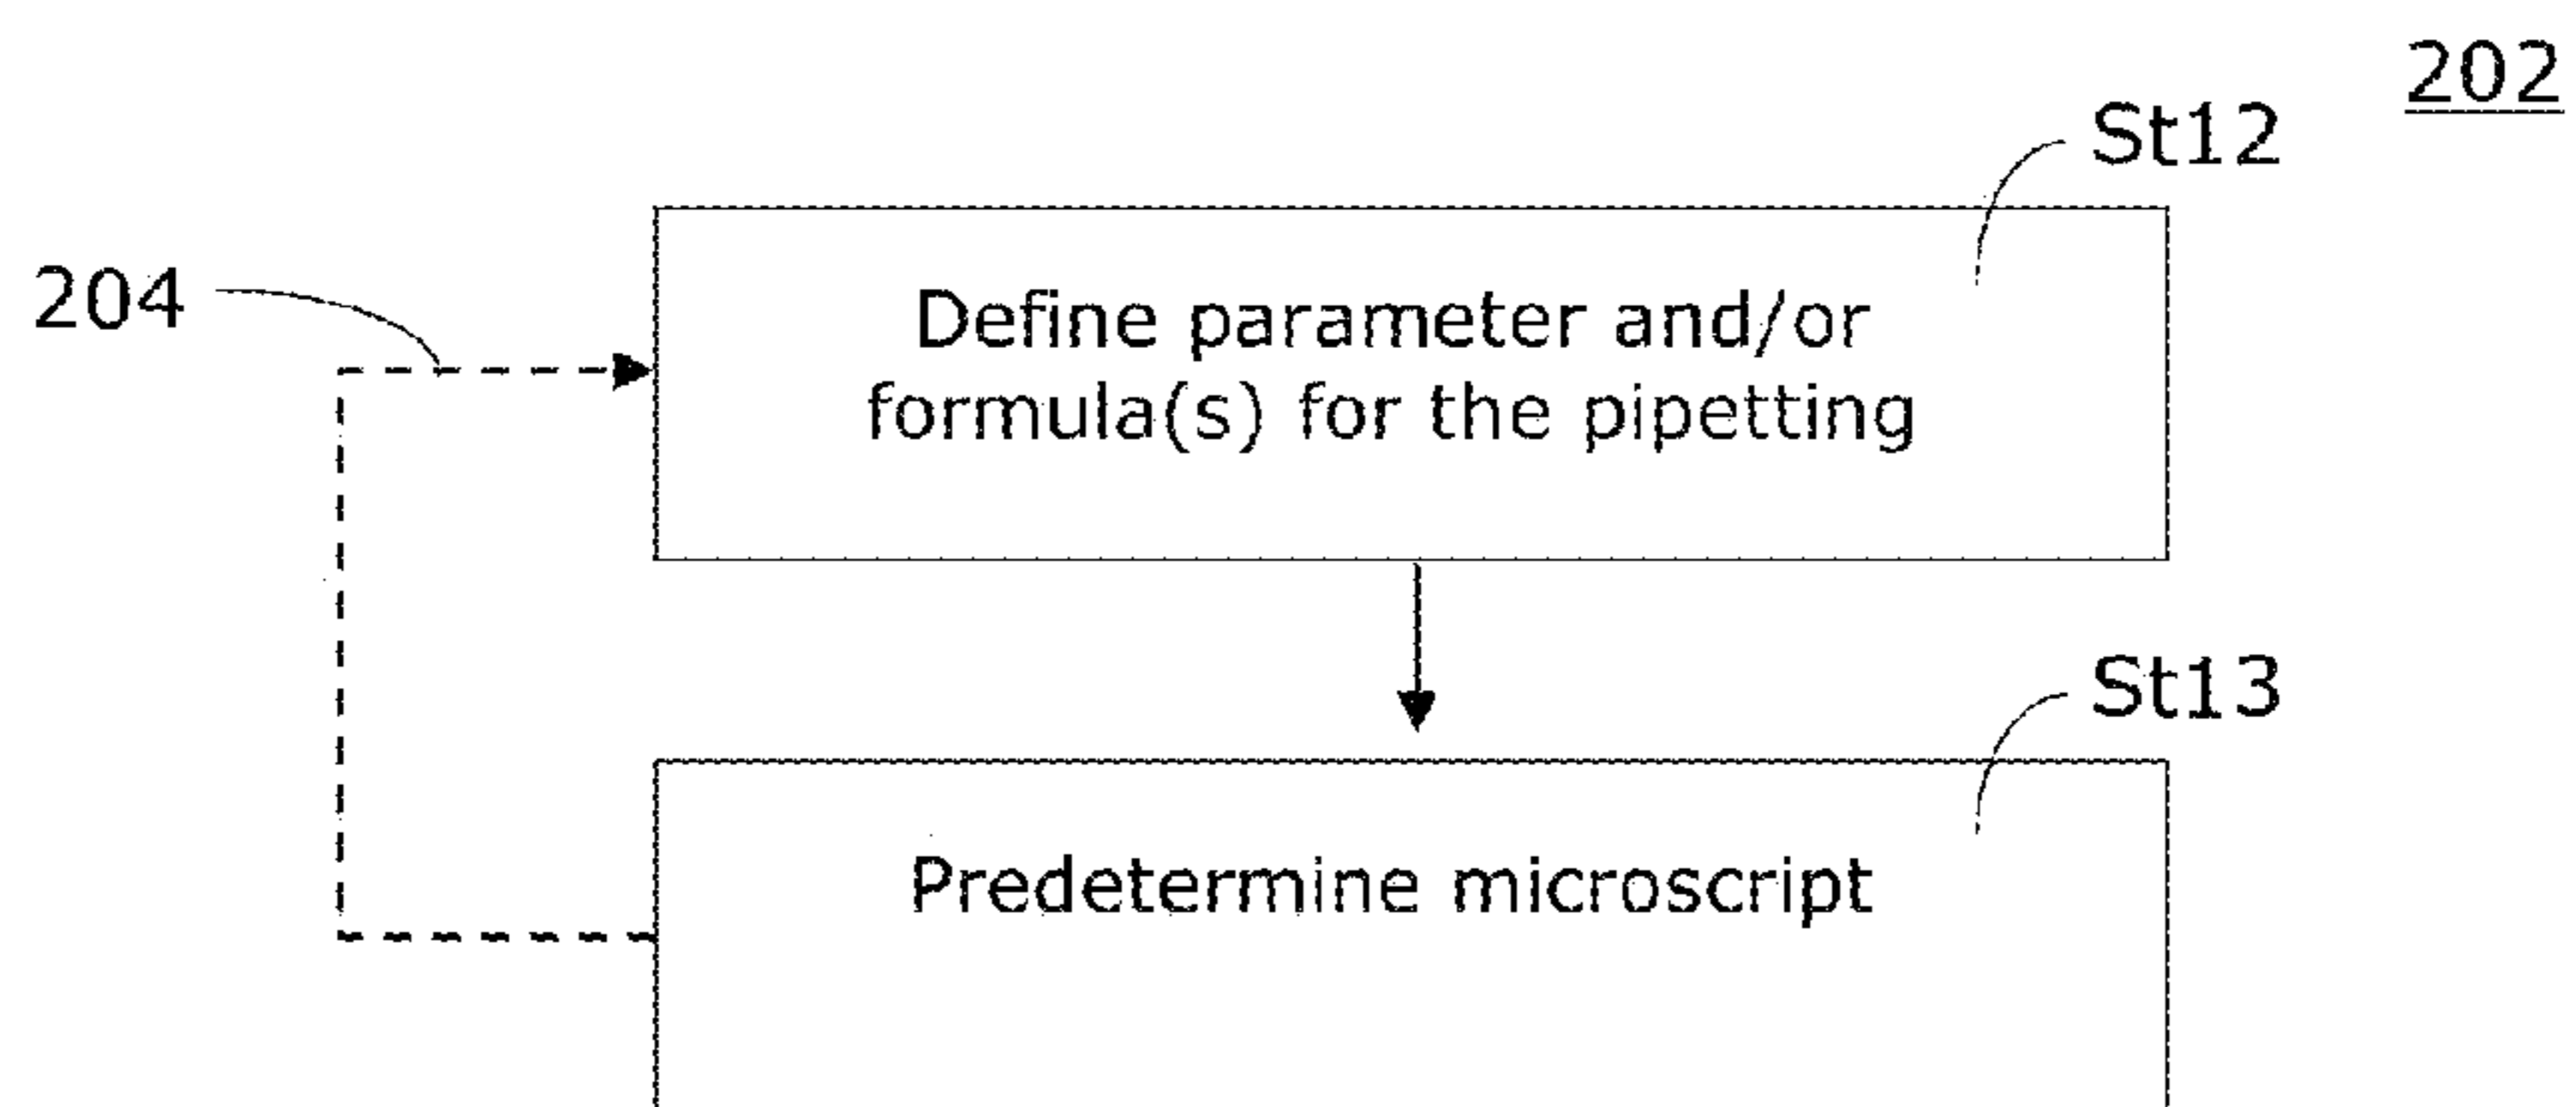 202
St12
204
Define parameter and/or
formula(s) for the pipetting
St13
Predetermine microscript